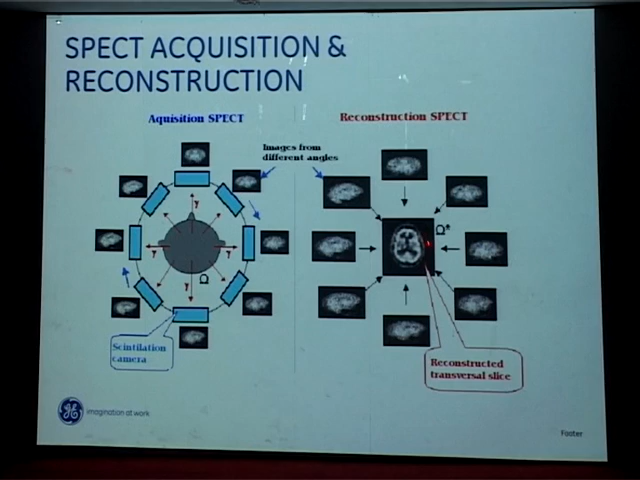 SPECT ACQUISITION &
RECONSTRUCTION
Aquisition SPECT
Reconstruction SPECT
Images from
different angles
γ
γ
γ
γ
Ω
Ω*
Scintilation
camera
Reconstructed
transversal slice
GE imagination at work
Footer